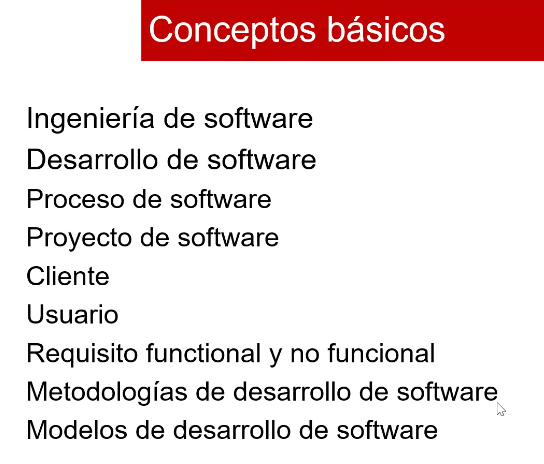 Conceptos básicos
Ingeniería de software
Desarrollo de software
Proceso de software
Proyecto de software
Cliente
Usuario
Requisito functional y no funcional
Metodologías de desarrollo de software
Modelos de desarrollo de software